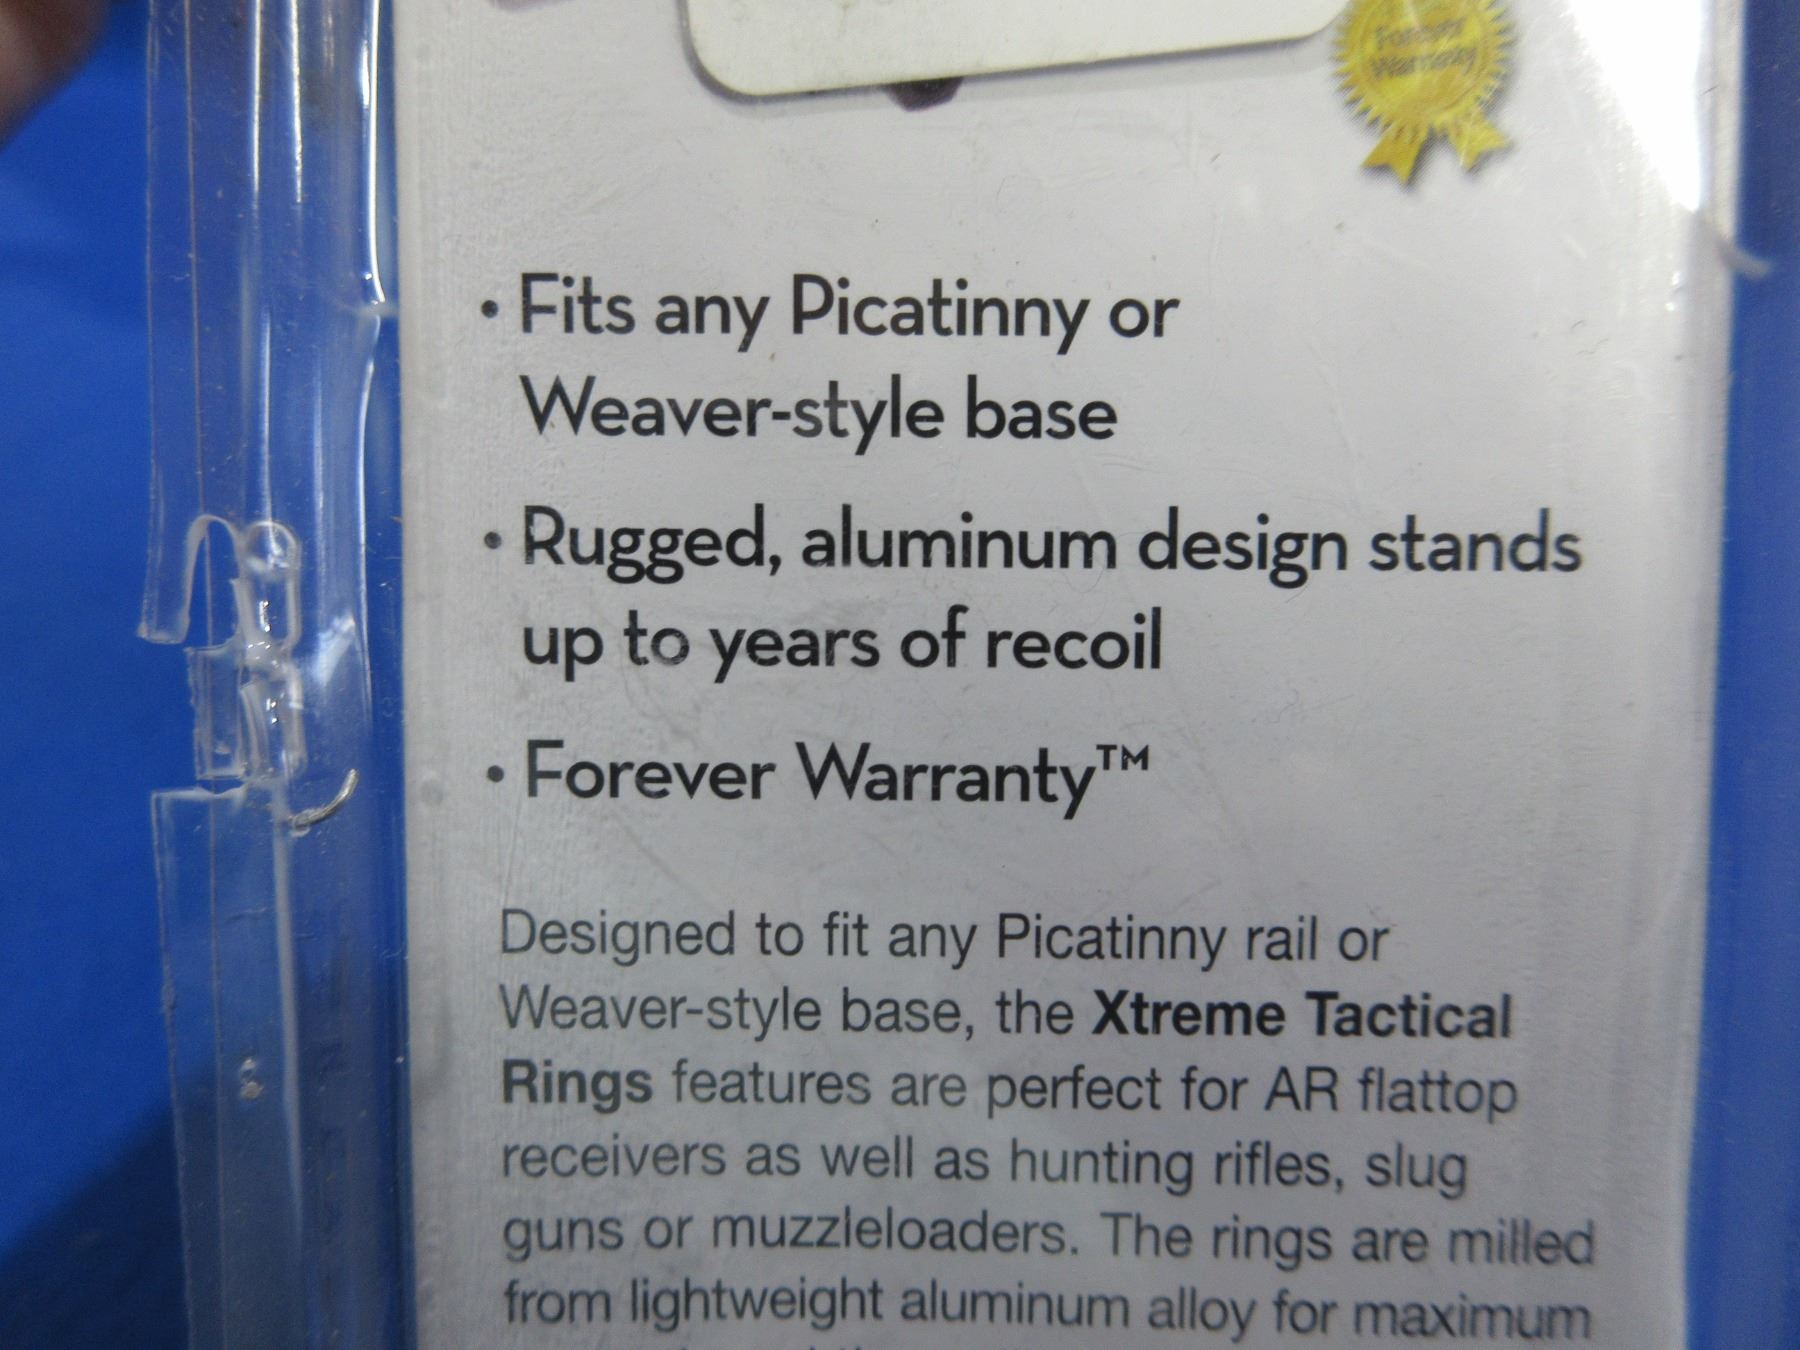 Forever
Warranty
• Fits any Picatinny or
Weaver-style base
• Rugged, aluminum design stands
up to years of recoil
• Forever Warranty™
Designed to fit any Picatinny rail or
Weaver-style base, the Xtreme Tactical
Rings features are perfect for AR flattop
receivers as well as hunting rifles, slug
guns or muzzleloaders. The rings are milled
from lightweight aluminum alloy for maximum